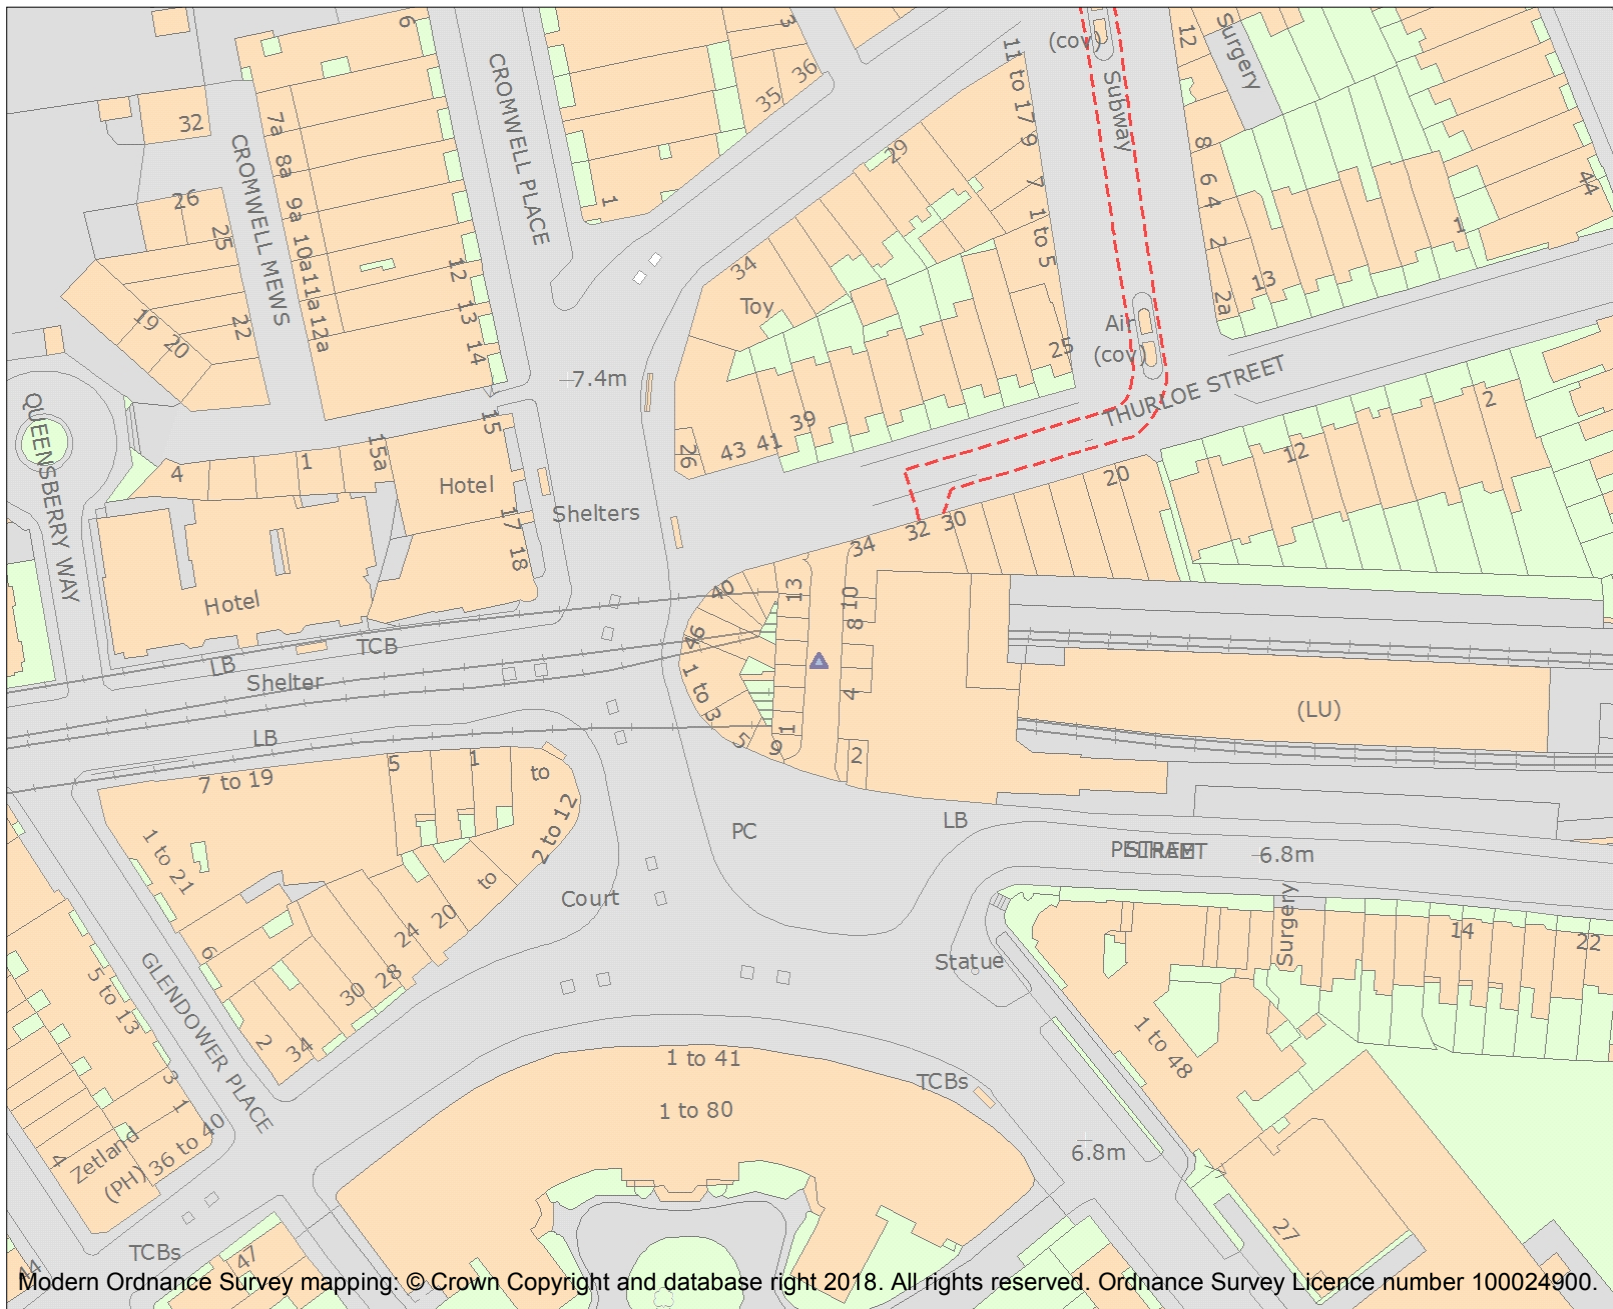 6
3
36
35
11 to 17
(cov)
Subway
12
Surgery
32
7a
CROMWELL PLACE
29
9
8
CROMWELL MEWS
8a
26
9a
1
7
6
4
44
25
10a
1 to 5
2
1
11a
12
34
13
Toy
2a
19
20
22
12a
13
14
Air
(cov)
25
7.4m
THURLOE STREET
QUEENSBERRY WAY
15
39
2
26
43
41
12
4
1
15a
Hotel
20
17
Shelters
18
32
30
34
Hotel
40
13
10
8
46
TCB
LB
Shelter
1 to 3
4
(LU)
LB
5
9
1
2
7 to 19
5
1
to
2 to 12
PC
LB
PELHAM
STREET
6.8m
1 to 21
to
Court
20
24
Surgery
14
22
6
28
30
Statue
5 to 13
GLENDOWER PLACE
2
34
1 to 48
1 to 41
3
1
1 to 80
TCBs
36 to 40
Zetland
(PH)
4
6.8m
27
TCBs
47
44
Modern Ordnance Survey mapping: © Crown Copyright and database right 2018. All rights reserved. Ordnance Survey Licence number 100024900.